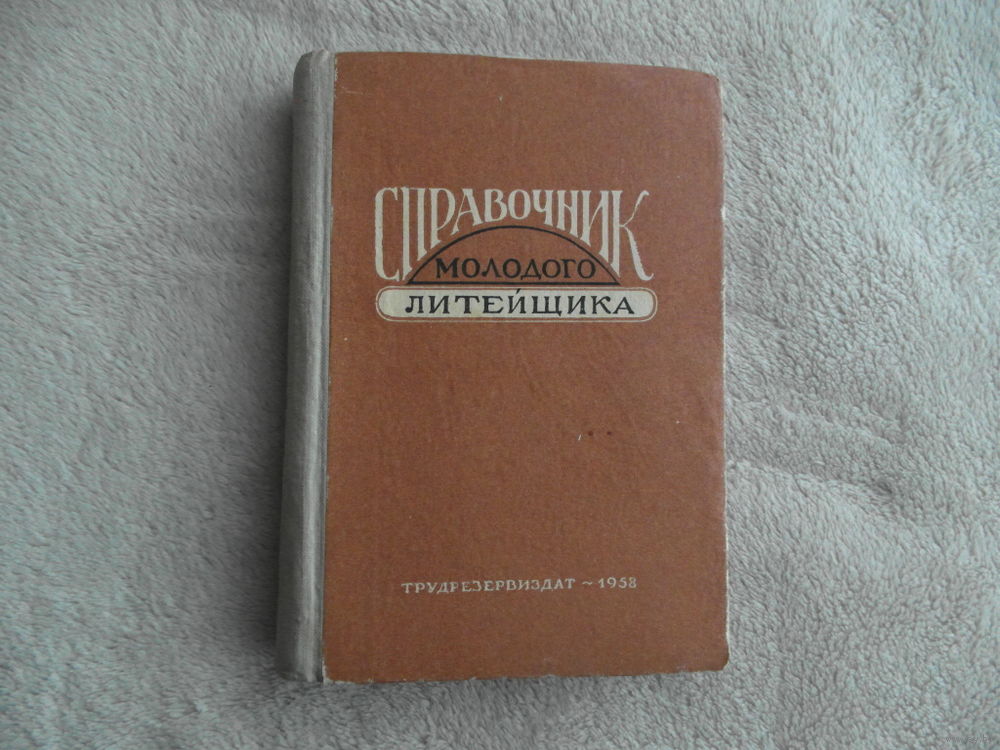 СПРАВОЧНИК
МОЛОДОГО
ЛИТЕЙЩИКА
ТРУДРЕЗЕРВИЗДАТ ~ 1958